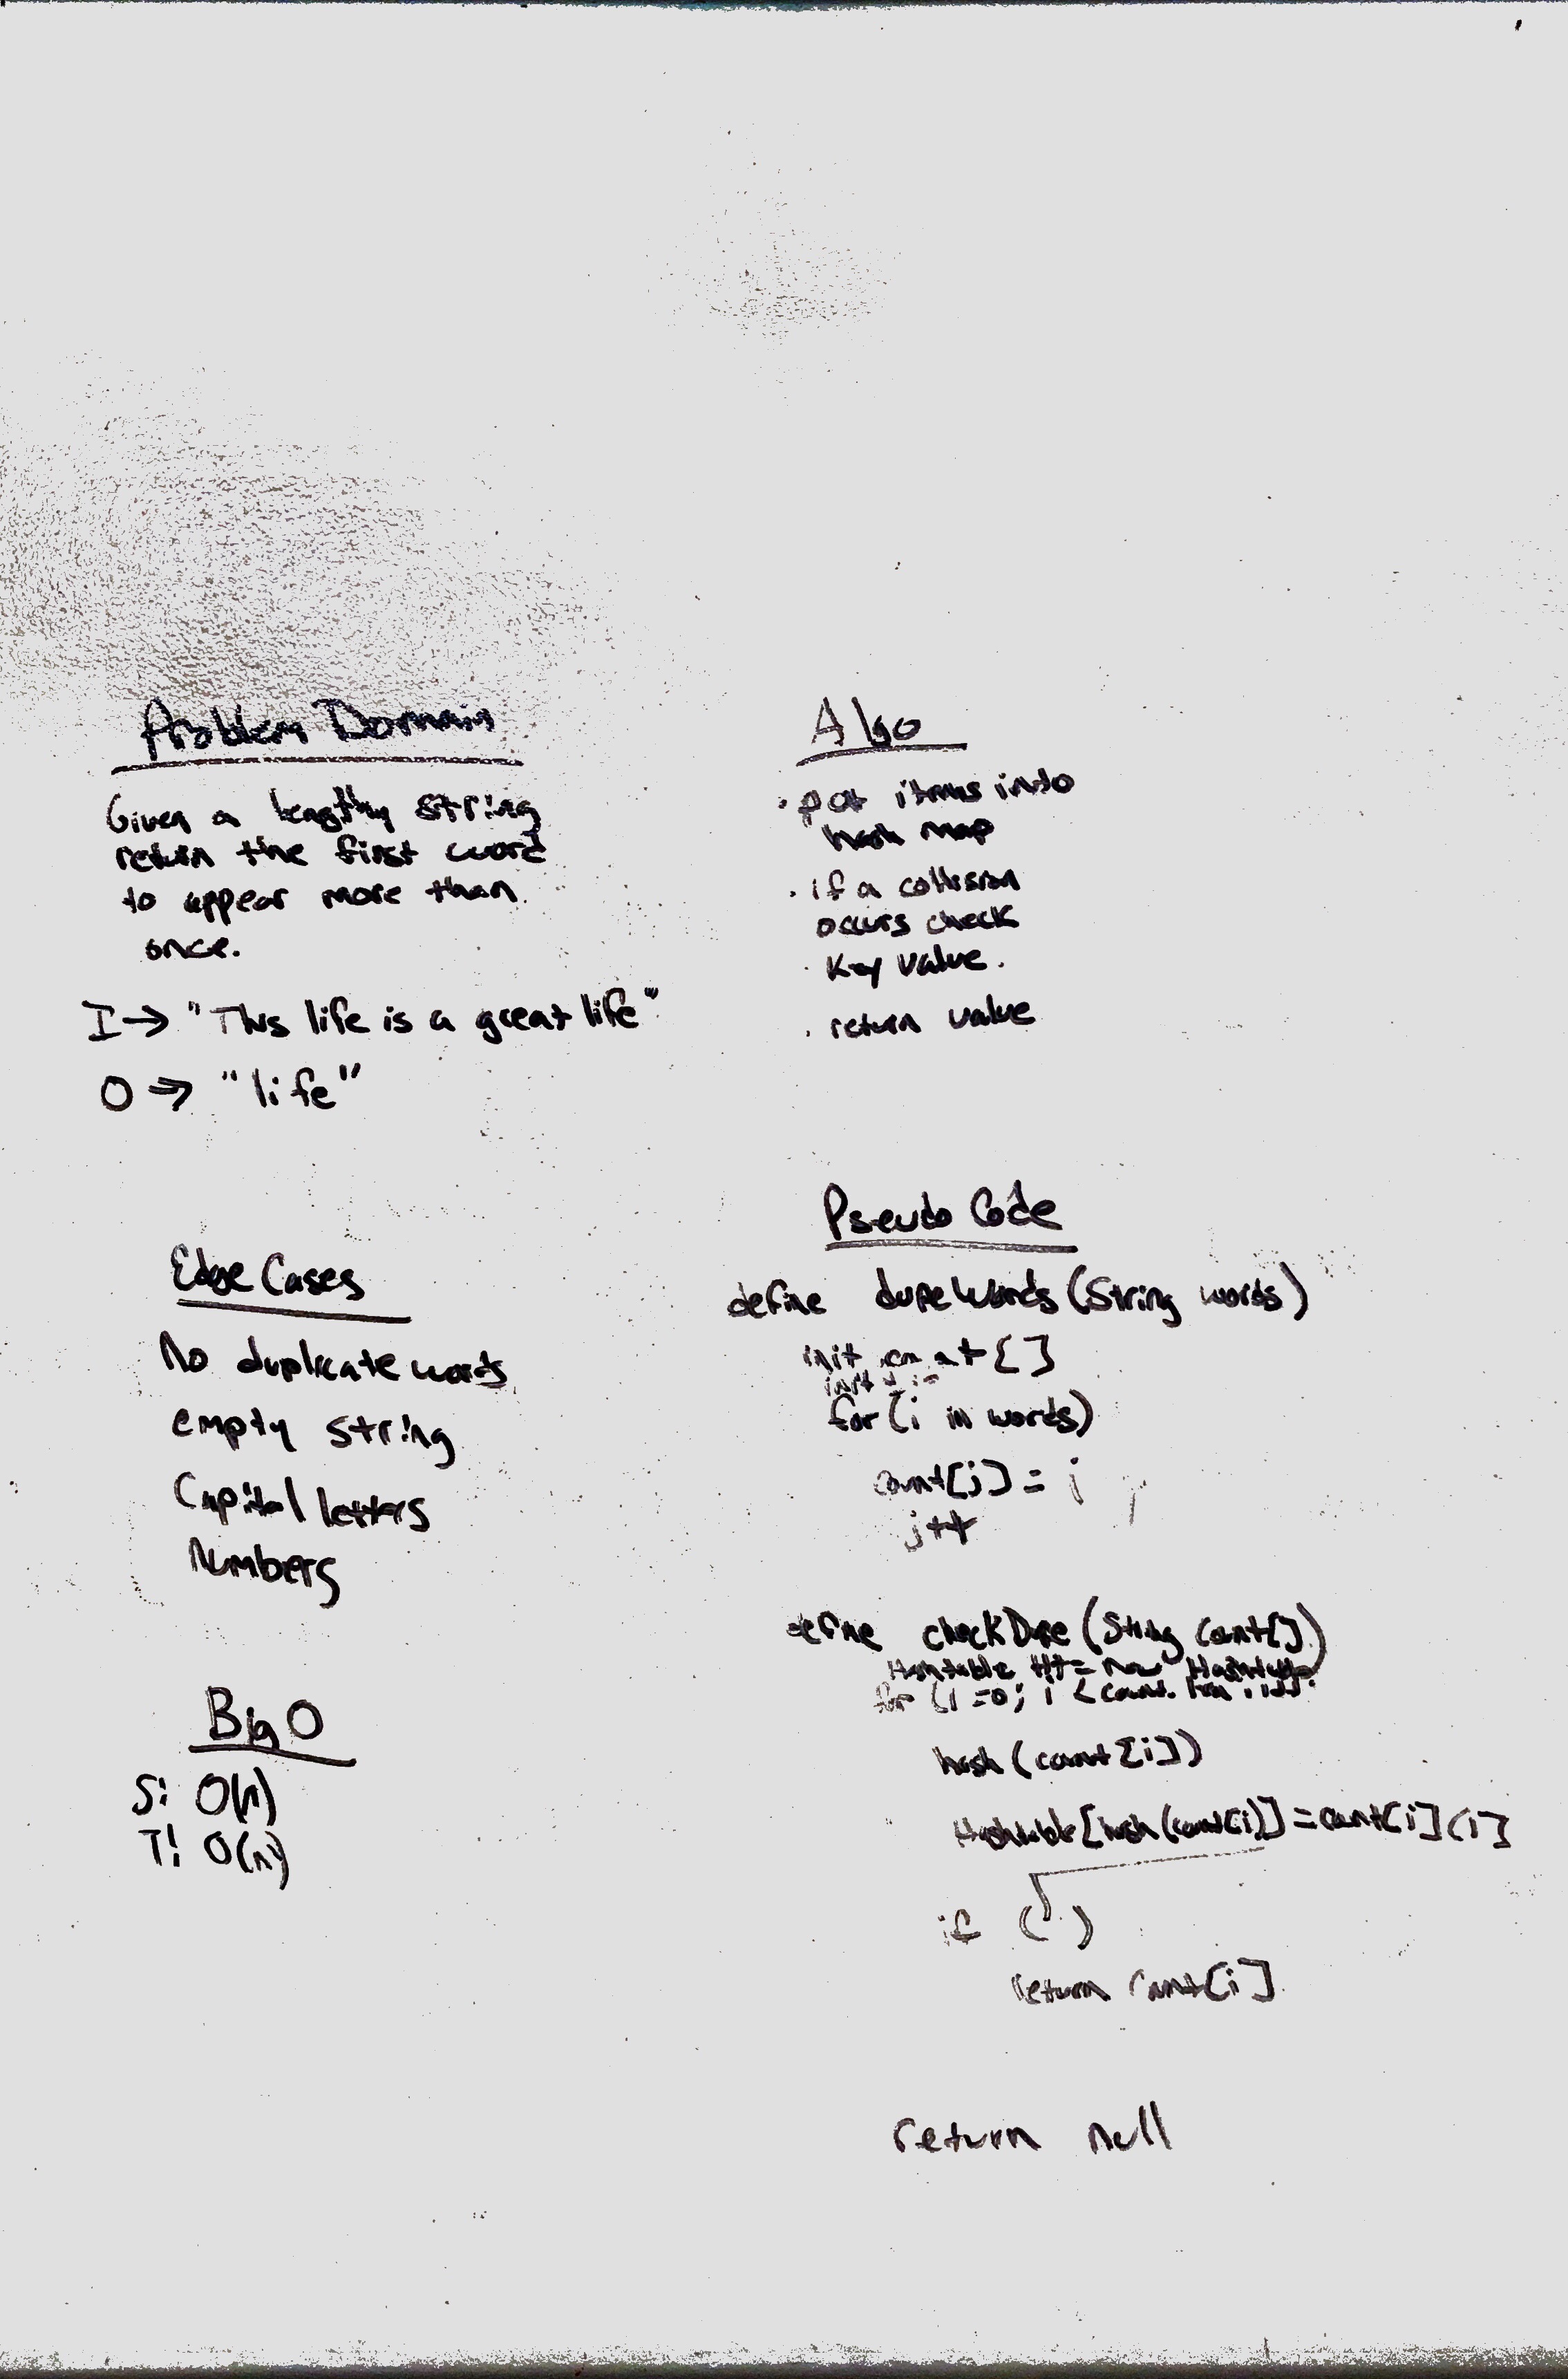 Problem Domain
Given a lengthy string
return the first word
to appear more than
once.
I → "This life is a great life"
O → "life"
Edge Cases
No duplicate words
empty string
Capital letters
Numbers
Big O
S: O(n)
T: O(n)
Algo
· put items into
hash map
· if a collision
occurs check
· Key value.
· return value
Pseudo Code
define dupeWords (String words)
init count []
init
for (i in words)
count[j] = i
j++
define checkDupe (String count[])
Hashtable HT = new Hashtable
for (i = 0; i < count.
hash (count[i])
Hashtable[hash(count[i])] = count[i]
if ( )
return count[i]
return null